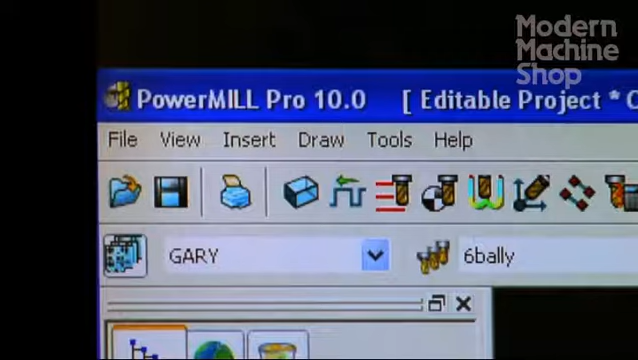 Modern
Machine
Shop
PowerMILL Pro 10.0 [ Editable Project * C
File View Insert Draw Tools Help
GARY 6bally